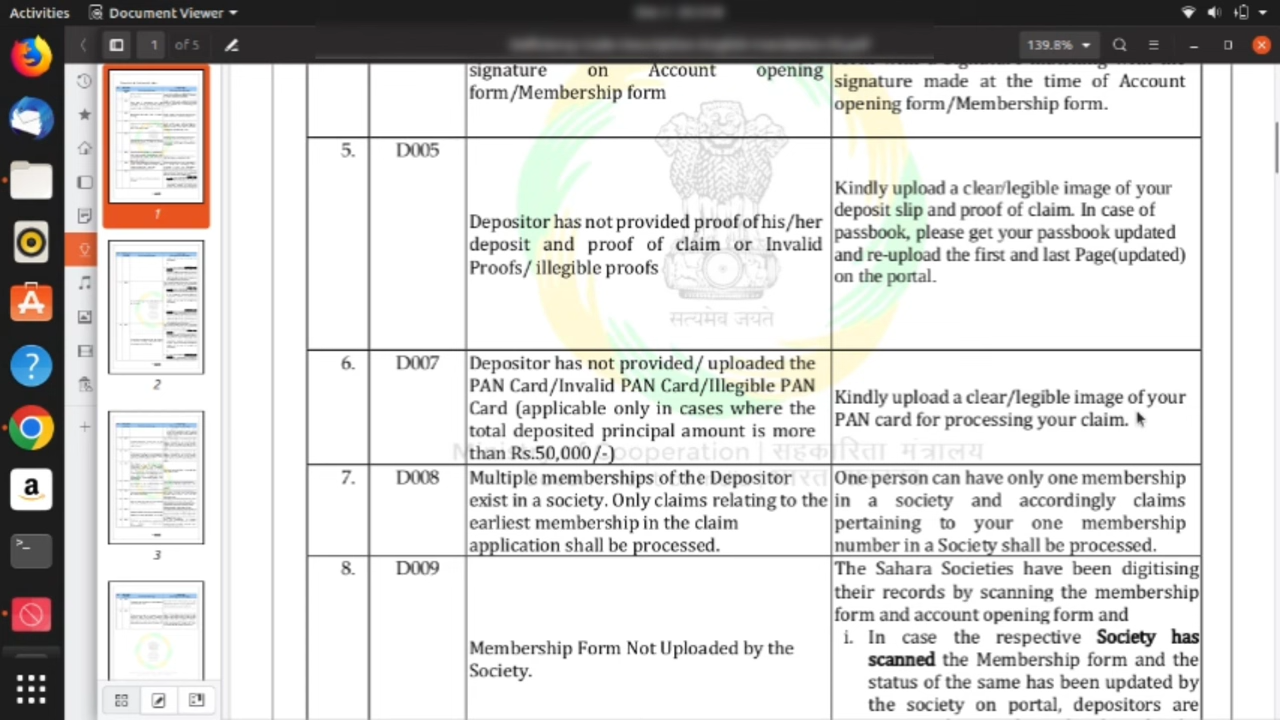 Activities
Document Viewer
1 of 5
139.8%
signature on Account opening
form/Membership form
signature made at the time of Account
opening form/Membership form.
5.
D005
Depositor has not provided proof of his/her
deposit and proof of claim or Invalid
Proofs/ illegible proofs
Kindly upload a clear/legible image of your
deposit slip and proof of claim. In case of
passbook, please get your passbook updated
and re-upload the first and last Page(updated)
on the portal.
सत्यमेव जयते
6.
D007
Depositor has not provided/ uploaded the
PAN Card/Invalid PAN Card/Illegible PAN
Card (applicable only in cases where the
total deposited principal amount is more
than Rs.50,000/-)
Kindly upload a clear/legible image of your
PAN card for processing your claim.
7.
D008
Multiple memberships of the Depositor
exist in a society. Only claims relating to the
earliest membership in the claim
application shall be processed.
One person can have only one membership
in a society and accordingly claims
pertaining to your one membership
number in a Society shall be processed.
8.
D009
Membership Form Not Uploaded by the
Society.
The Sahara Societies have been digitising
their records by scanning the membership
form and account opening form and
i. In case the respective Society has
scanned the Membership form and the
status of the same has been updated by
the society on portal, depositors are
1
2
3
a
?
>_